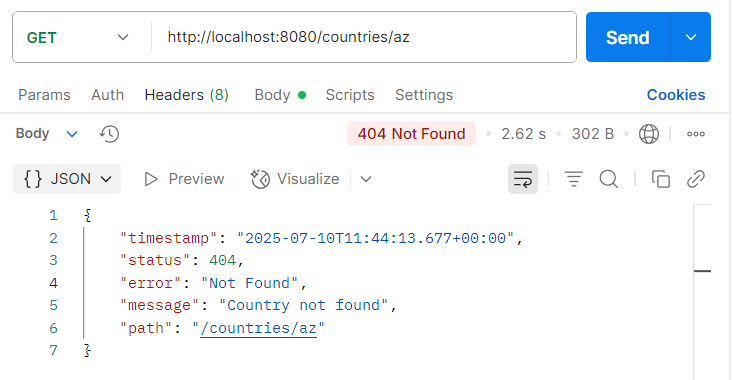 GET http://localhost:8080/countries/az Send
Params Auth Headers (8) Body Scripts Settings Cookies
Body 404 Not Found 2.62 s 302 B
{} JSON Preview Visualize
1 {
2 "timestamp": "2025-07-10T11:44:13.677+00:00",
3 "status": 404,
4 "error": "Not Found",
5 "message": "Country not found",
6 "path": "/countries/az"
7 }